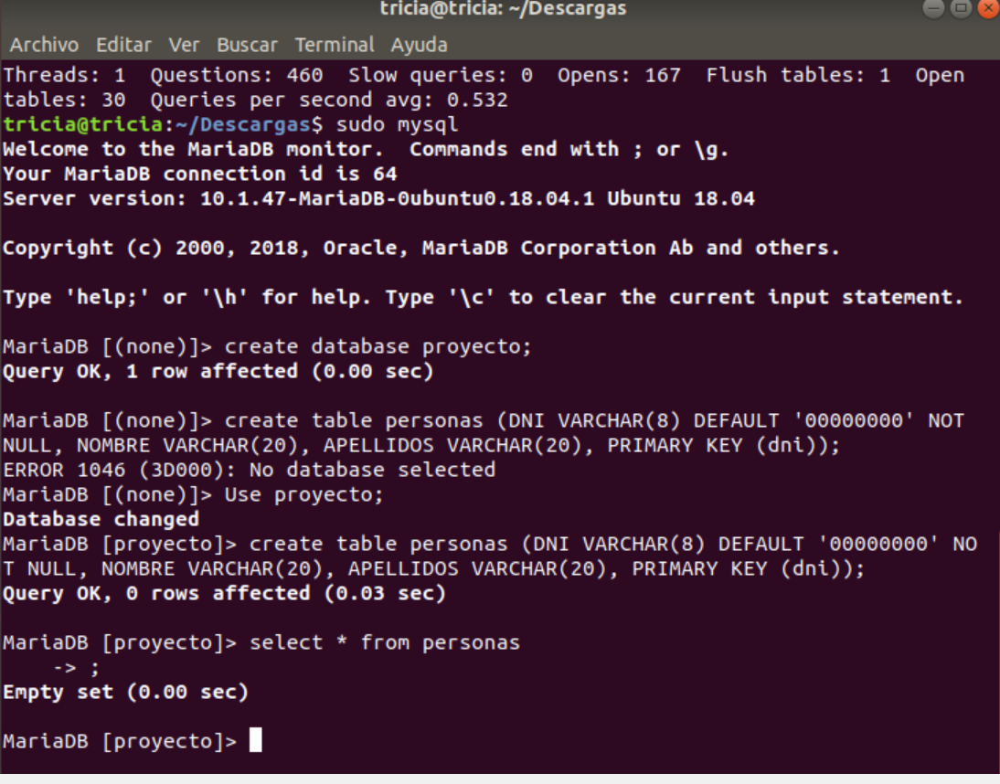 tricia@tricia: ~/Descargas
Archivo Editar Ver Buscar Terminal Ayuda
Threads: 1  Questions: 460  Slow queries: 0  Opens: 167  Flush tables: 1  Open
tables: 30  Queries per second avg: 0.532
tricia@tricia:~/Descargas$ sudo mysql
Welcome to the MariaDB monitor.  Commands end with ; or \g.
Your MariaDB connection id is 64
Server version: 10.1.47-MariaDB-0ubuntu0.18.04.1 Ubuntu 18.04
Copyright (c) 2000, 2018, Oracle, MariaDB Corporation Ab and others.
Type 'help;' or '\h' for help. Type '\c' to clear the current input statement.
MariaDB [(none)]> create database proyecto;
Query OK, 1 row affected (0.00 sec)
MariaDB [(none)]> create table personas (DNI VARCHAR(8) DEFAULT '00000000' NOT
NULL, NOMBRE VARCHAR(20), APELLIDOS VARCHAR(20), PRIMARY KEY (dni));
ERROR 1046 (3D000): No database selected
MariaDB [(none)]> Use proyecto;
Database changed
MariaDB [proyecto]> create table personas (DNI VARCHAR(8) DEFAULT '00000000' NO
T NULL, NOMBRE VARCHAR(20), APELLIDOS VARCHAR(20), PRIMARY KEY (dni));
Query OK, 0 rows affected (0.03 sec)
MariaDB [proyecto]> select * from personas
    -> ;
Empty set (0.00 sec)
MariaDB [proyecto]>